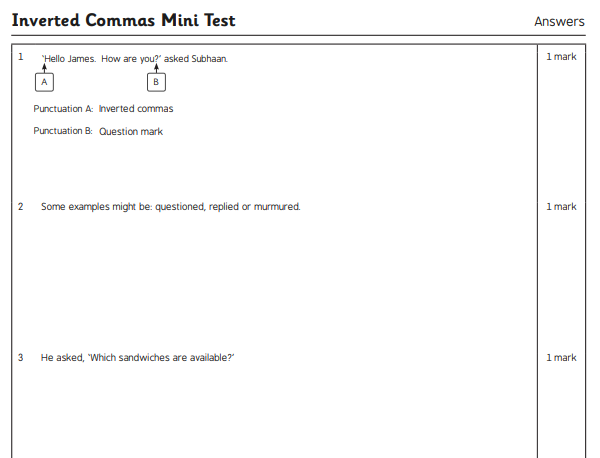 Inverted Commas Mini Test
Answers
1 ‘Hello James. How are you?’ asked Subhaan. 1 mark
A B
Punctuation A: Inverted commas
Punctuation B: Question mark
2 Some examples might be: questioned, replied or murmured. 1 mark
3 He asked, ‘Which sandwiches are available?’ 1 mark